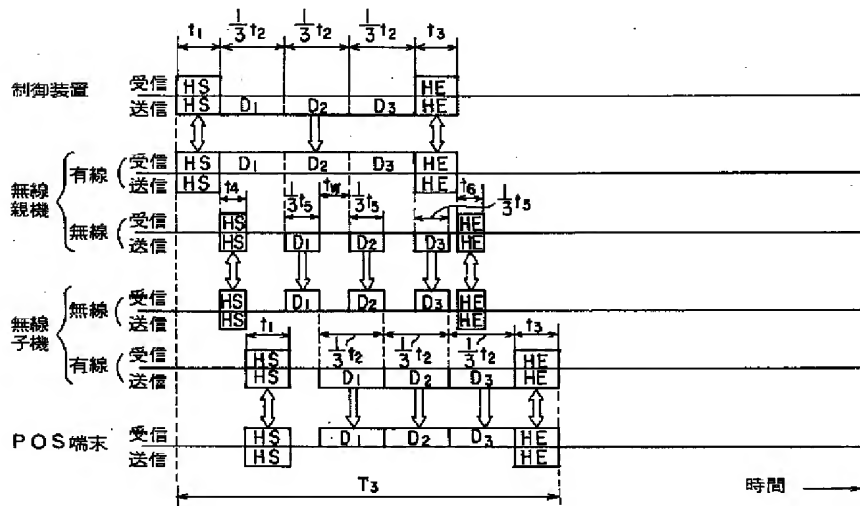 t1 1/3 t2 1/3 t2 1/3 t2 t3
制御装置 受信 HS HE
送信 HS D1 D2 D3 HE
無線親機 有線 受信 HS D1 D2 D3 HE
送信 HS HE
t4 1/3 t5 tw 1/3 t5 t6 1/3 t5
無線 受信 HS HE
送信 HS D1 D2 D3 HE
無線子機 無線 受信 HS D1 D2 D3 HE
送信 HS HE
t1 1/3 t2 1/3 t2 1/3 t2 t3
有線 受信 HS HE
送信 HS D1 D2 D3 HE
POS端末 受信 HS D1 D2 D3 HE
送信 HS HE
T3
時間